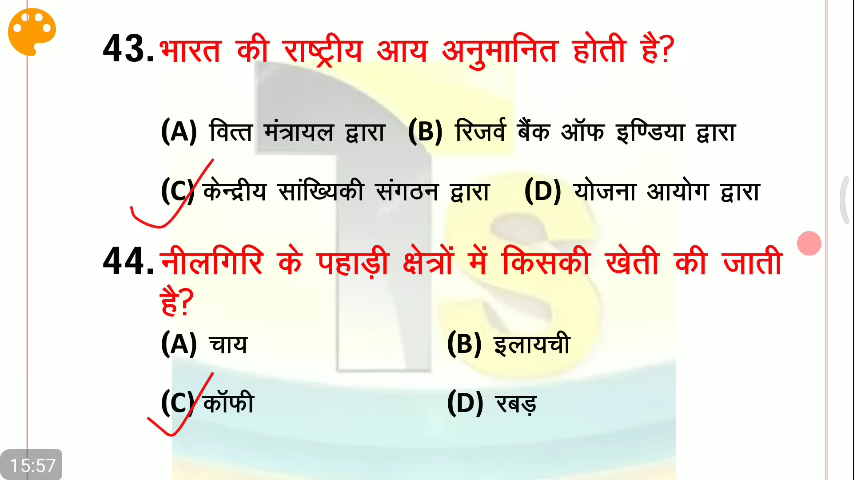 43. भारत की राष्ट्रीय आय अनुमानित होती है?
(A) वित्त मंत्रायल द्वारा (B) रिजर्व बैंक ऑफ इण्डिया द्वारा
(C) केन्द्रीय सांख्यिकी संगठन द्वारा (D) योजना आयोग द्वारा
44. नीलगिरि के पहाड़ी क्षेत्रों में किसकी खेती की जाती
है?
(A) चाय (B) इलायची
(C) कॉफी (D) रबड़
15:57